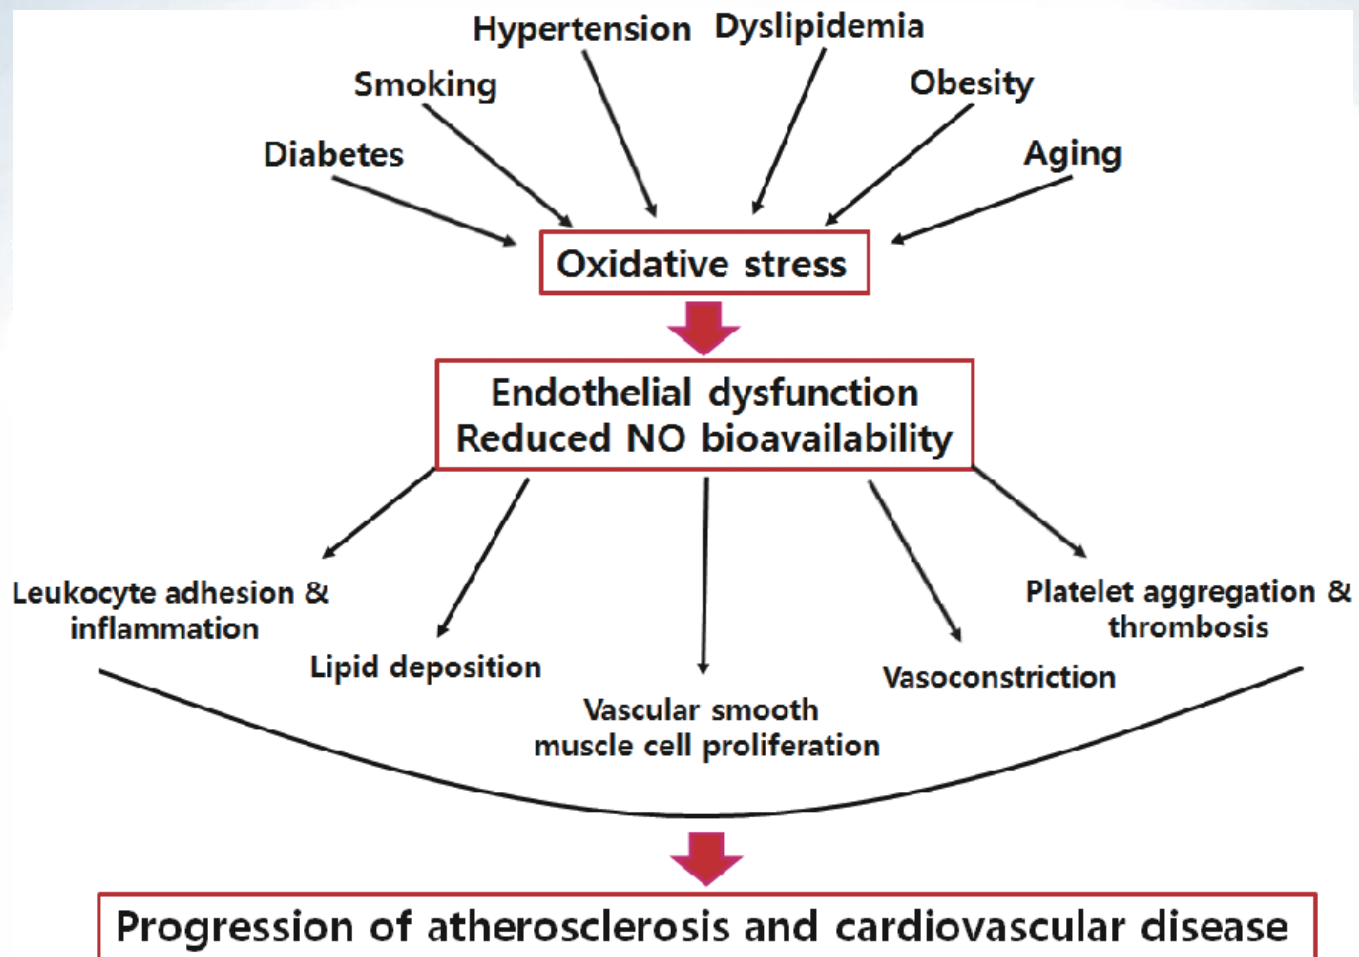 Hypertension Dyslipidemia
Smoking
Obesity
Diabetes
Aging
Oxidative stress
Endothelial dysfunction
Reduced NO bioavailability
Leukocyte adhesion &
inflammation
Lipid deposition
Vascular smooth
muscle cell proliferation
Vasoconstriction
Platelet aggregation &
thrombosis
Progression of atherosclerosis and cardiovascular disease